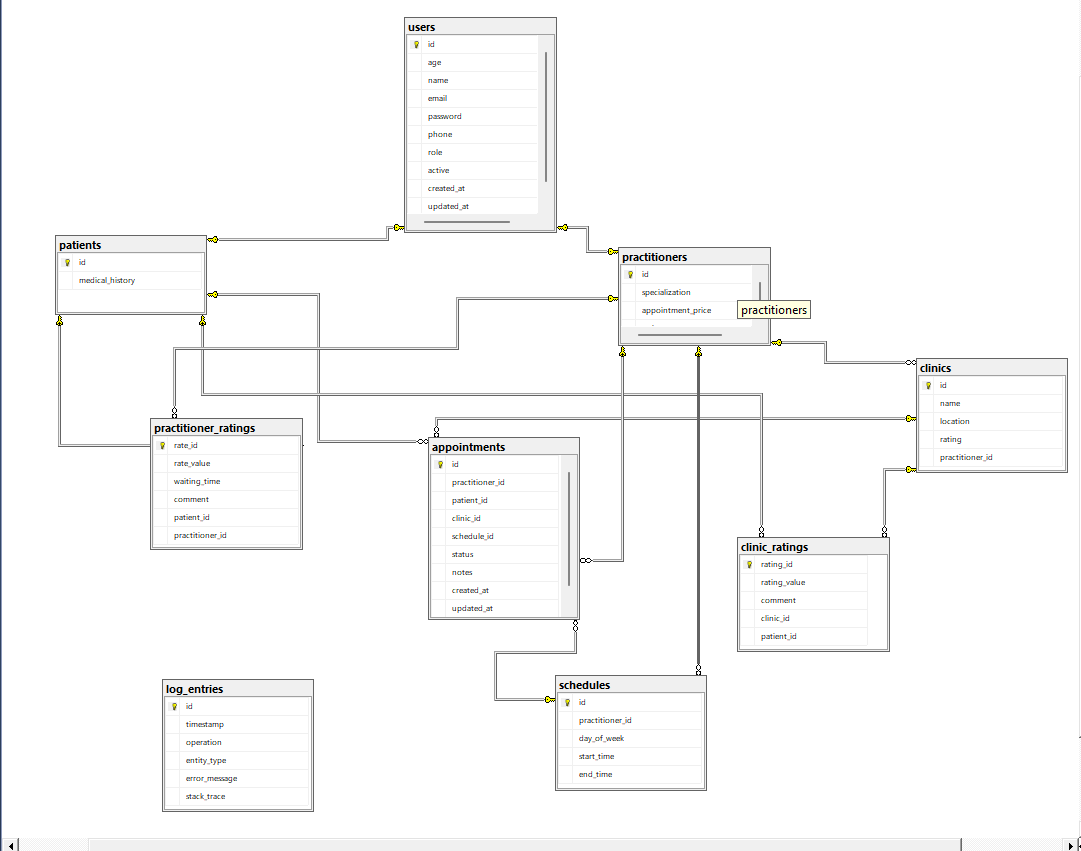 users
id
age
name
email
password
phone
role
active
created_at
updated_at
patients
id
medical_history
practitioners
id
specialization
appointment_price
practitioners
clinics
id
name
location
rating
practitioner_id
practitioner_ratings
rate_id
rate_value
waiting_time
comment
patient_id
practitioner_id
appointments
id
practitioner_id
patient_id
clinic_id
schedule_id
status
notes
created_at
updated_at
clinic_ratings
rating_id
rating_value
comment
clinic_id
patient_id
log_entries
id
timestamp
operation
entity_type
error_message
stack_trace
schedules
id
practitioner_id
day_of_week
start_time
end_time